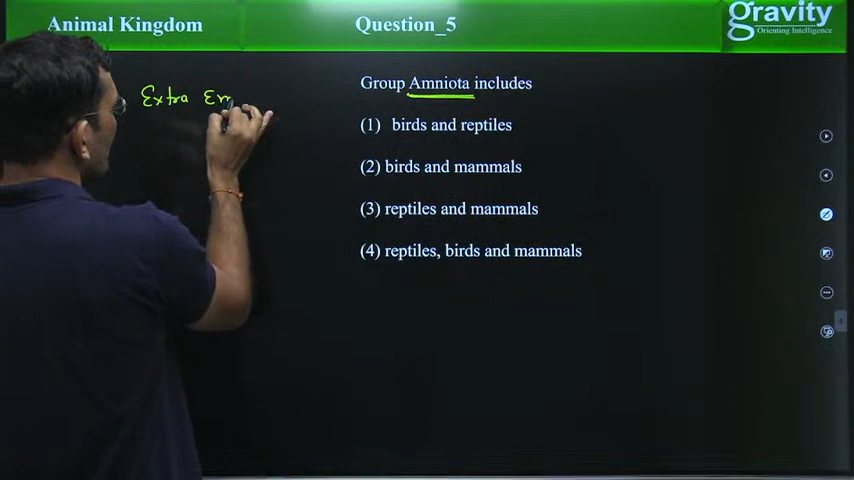 Animal Kingdom
Question_5
gravity
Orienting Intelligence
Extra Em
Group Amniota includes
(1) birds and reptiles
(2) birds and mammals
(3) reptiles and mammals
(4) reptiles, birds and mammals